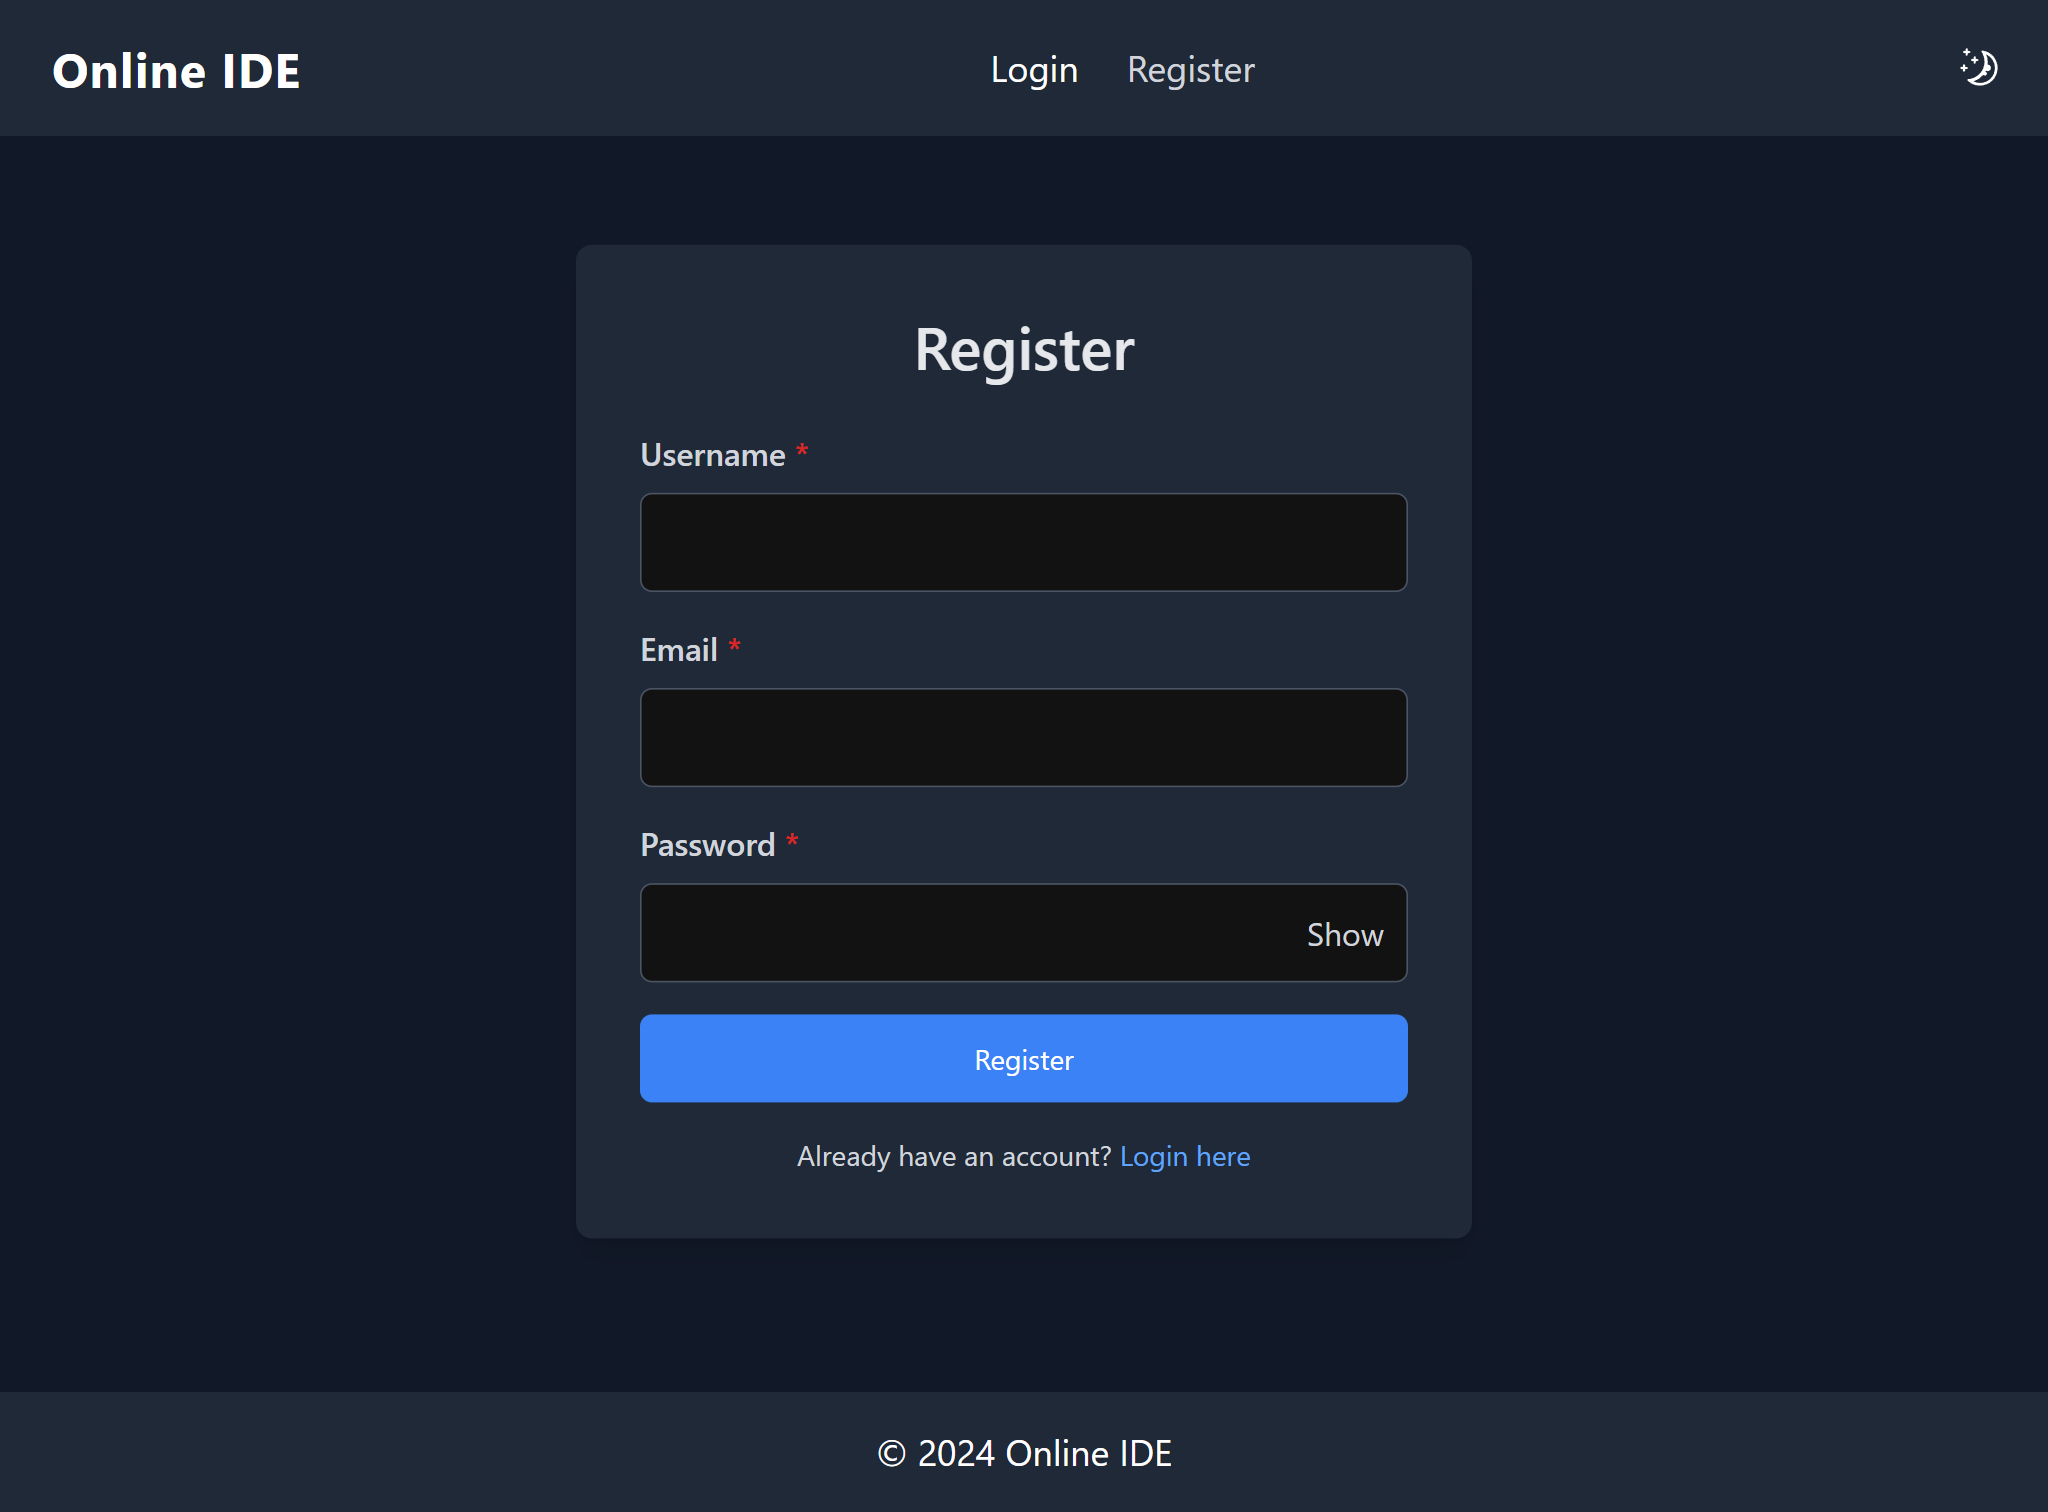 Online IDE
Login Register
Register
Username *
Email *
Password *
Show
Register
Already have an account? Login here
© 2024 Online IDE